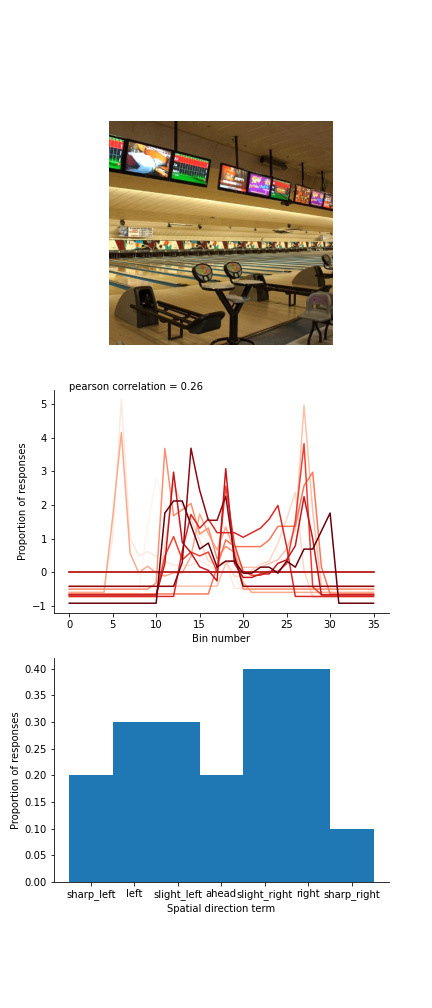 pearson correlation = 0.26
Proportion of responses
5
4
3
2
1
0
−1
0 5 10 15 20 25 30 35
Bin number
Proportion of responses
0.40
0.35
0.30
0.25
0.20
0.15
0.10
0.05
0.00
sharp_left left slight_left ahead slight_right right sharp_right
Spatial direction term